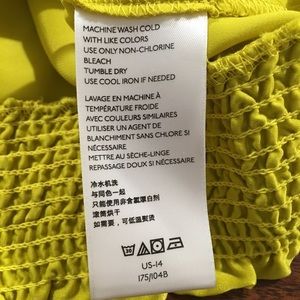 MACHINE WASH COLD
WITH LIKE COLORS
USE ONLY NON-CHLORINE
BLEACH
TUMBLE DRY
USE COOL IRON IF NEEDED
LAVAGE EN MACHINE À
TEMPÉRATURE FROIDE
AVEC COULEURS SIMILAIRES
UTILISER UN AGENT DE
BLANCHIMENT SANS CHLORE SI
NÉCESSAIRE
METTRE AU SÈCHE-LINGE
REPASSAGE DOUX SI NÉCESSAIRE
冷水机洗
与同色一起
只能使用非含氯漂白剂
滚筒烘干
如需要，可低温熨烫
US-14
175/104B